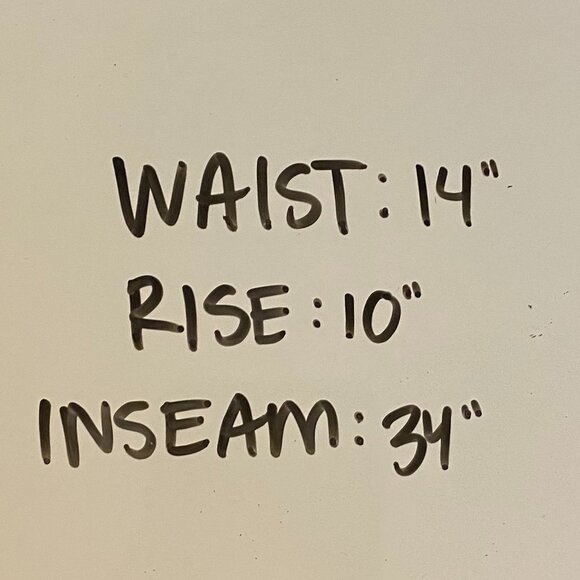 WAIST: 14"
RISE: 10"
INSEAM: 34"